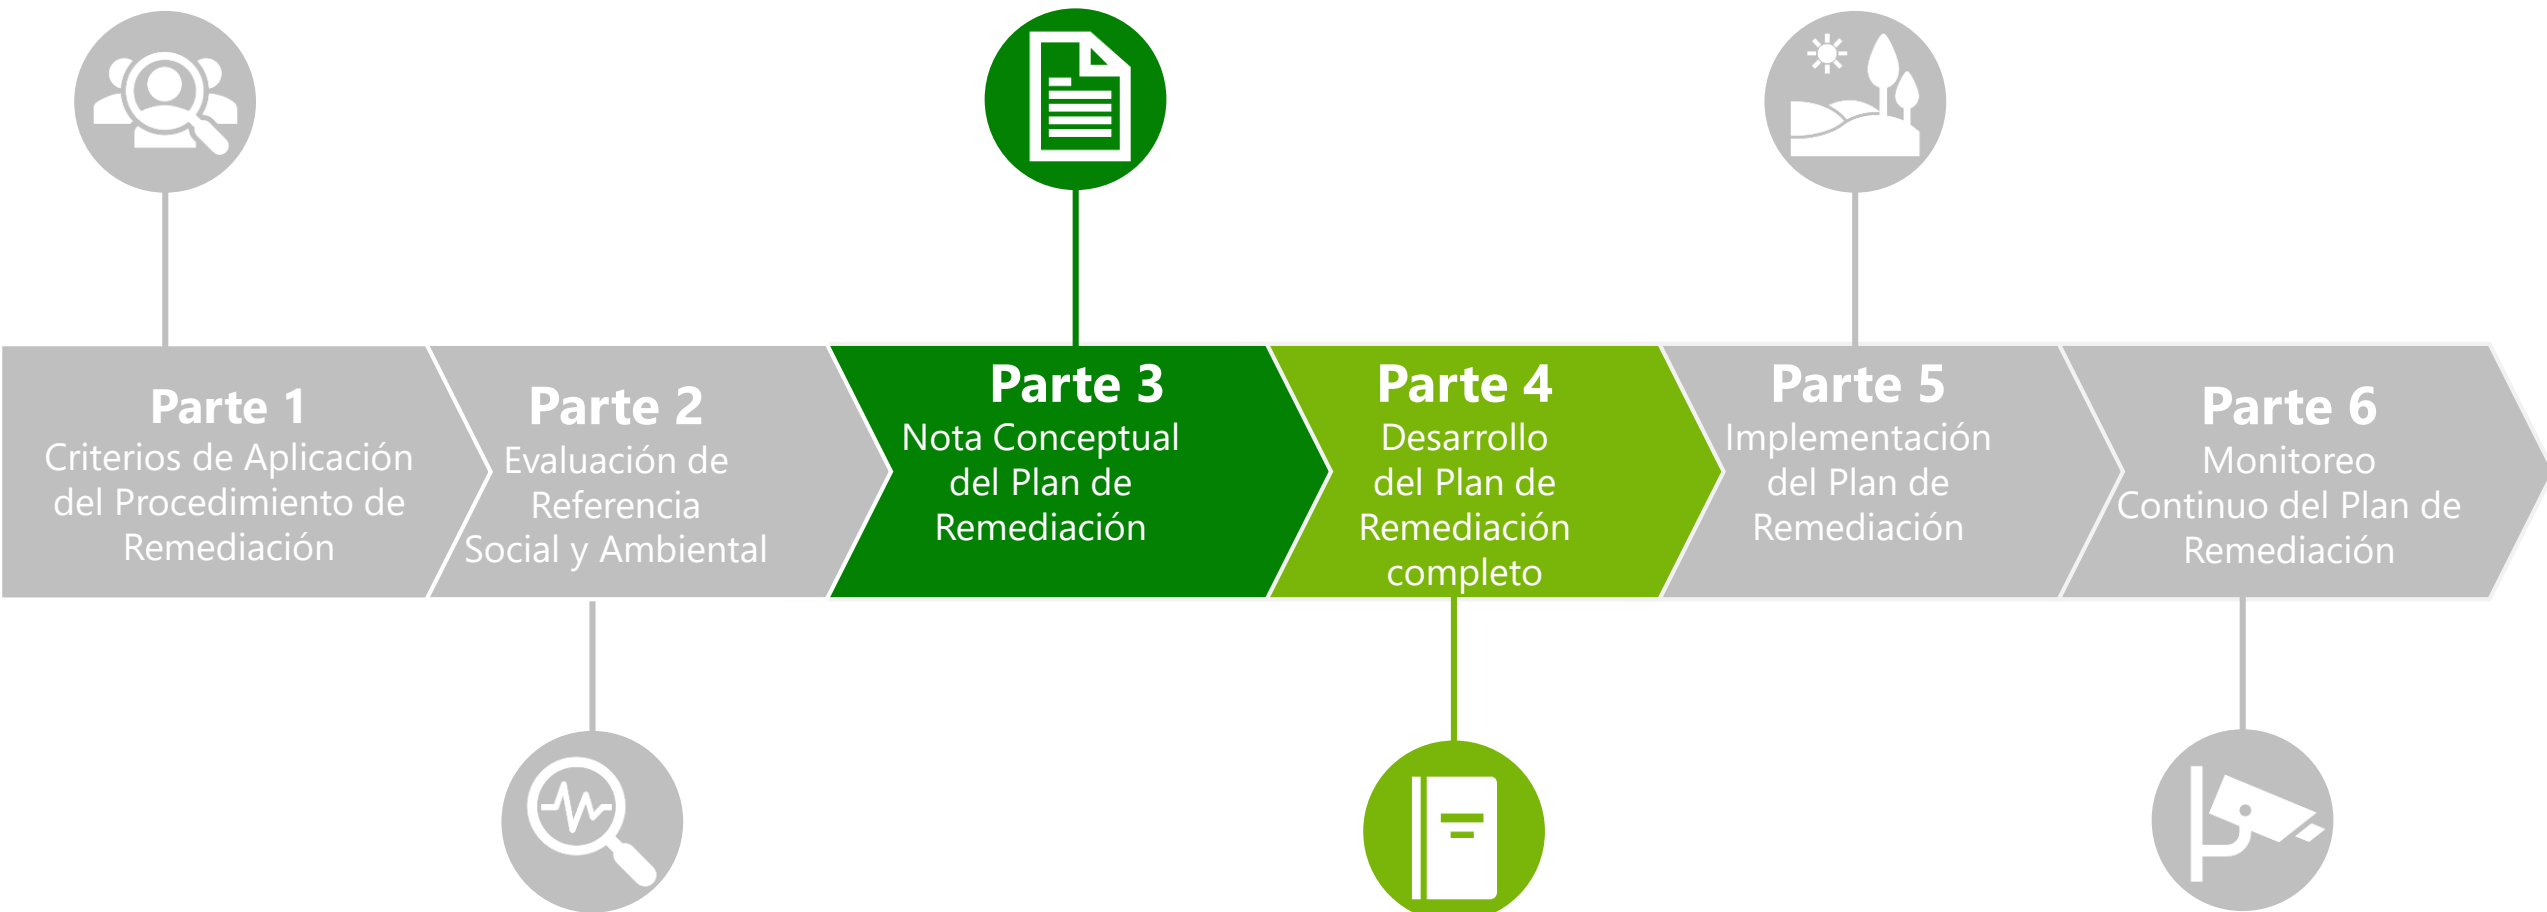 Parte 1
Criterios de Aplicación
del Procedimiento de
Remediación
Parte 2
Evaluación de
Referencia
Social y Ambiental
Parte 3
Nota Conceptual
del Plan de
Remediación
Parte 4
Desarrollo
del Plan de
Remediación
completo
Parte 5
Implementación
del Plan de
Remediación
Parte 6
Monitoreo
Continuo del Plan de
Remediación